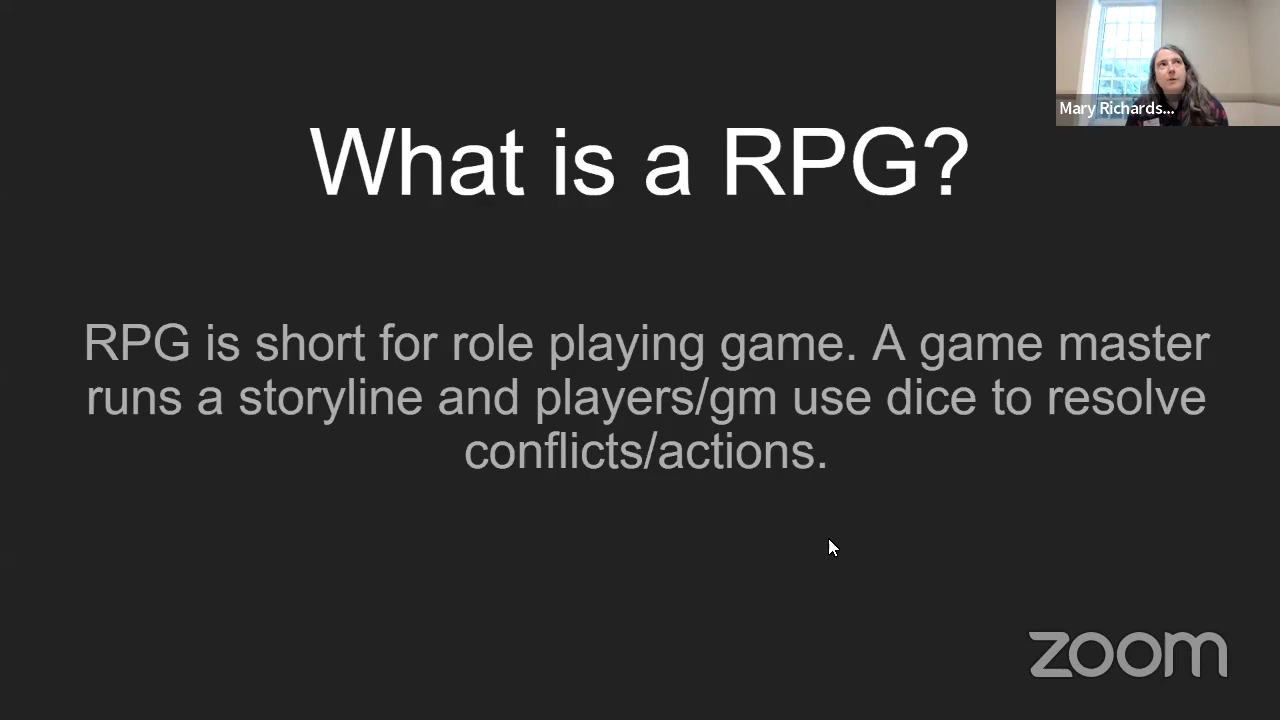 Mary Richards...
What is a RPG?
RPG is short for role playing game. A game master
runs a storyline and players/gm use dice to resolve
conflicts/actions.
zoom